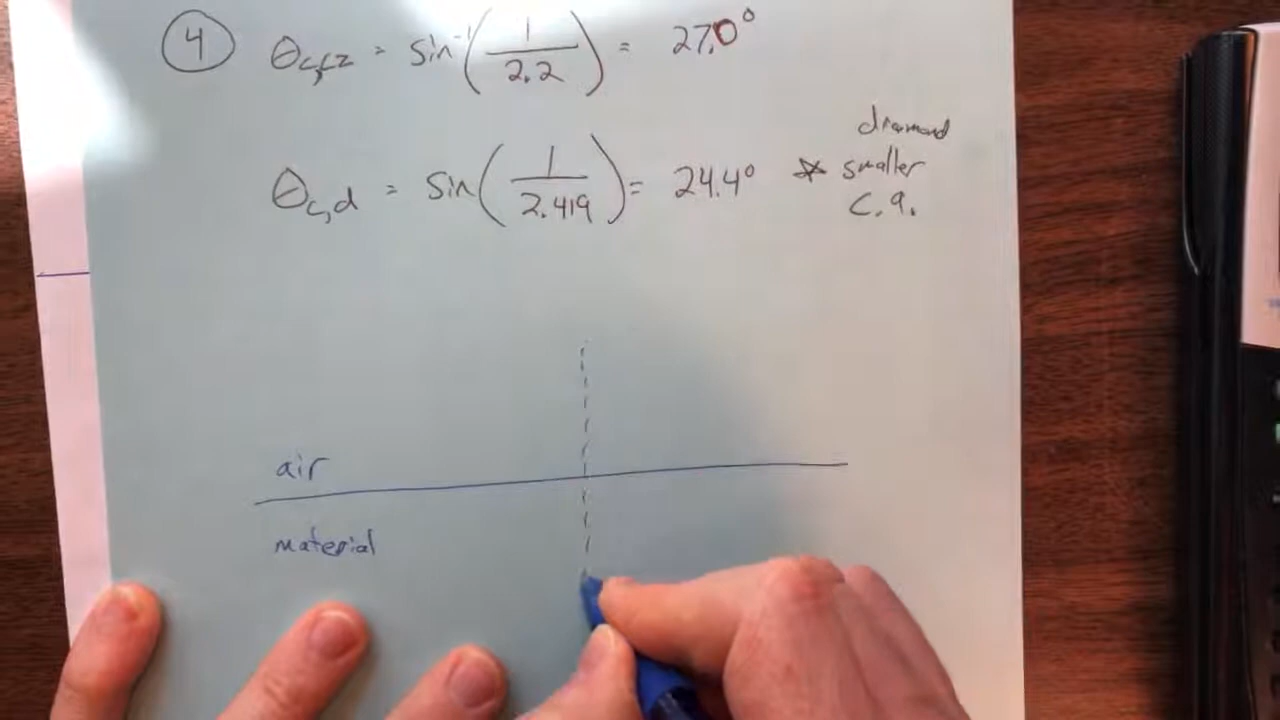 ④ θc,cz = sin⁻¹(1/2.2) = 27.0°
θc,d = sin(1/2.419) = 24.4° * diamond
smaller
c.a.
air
material